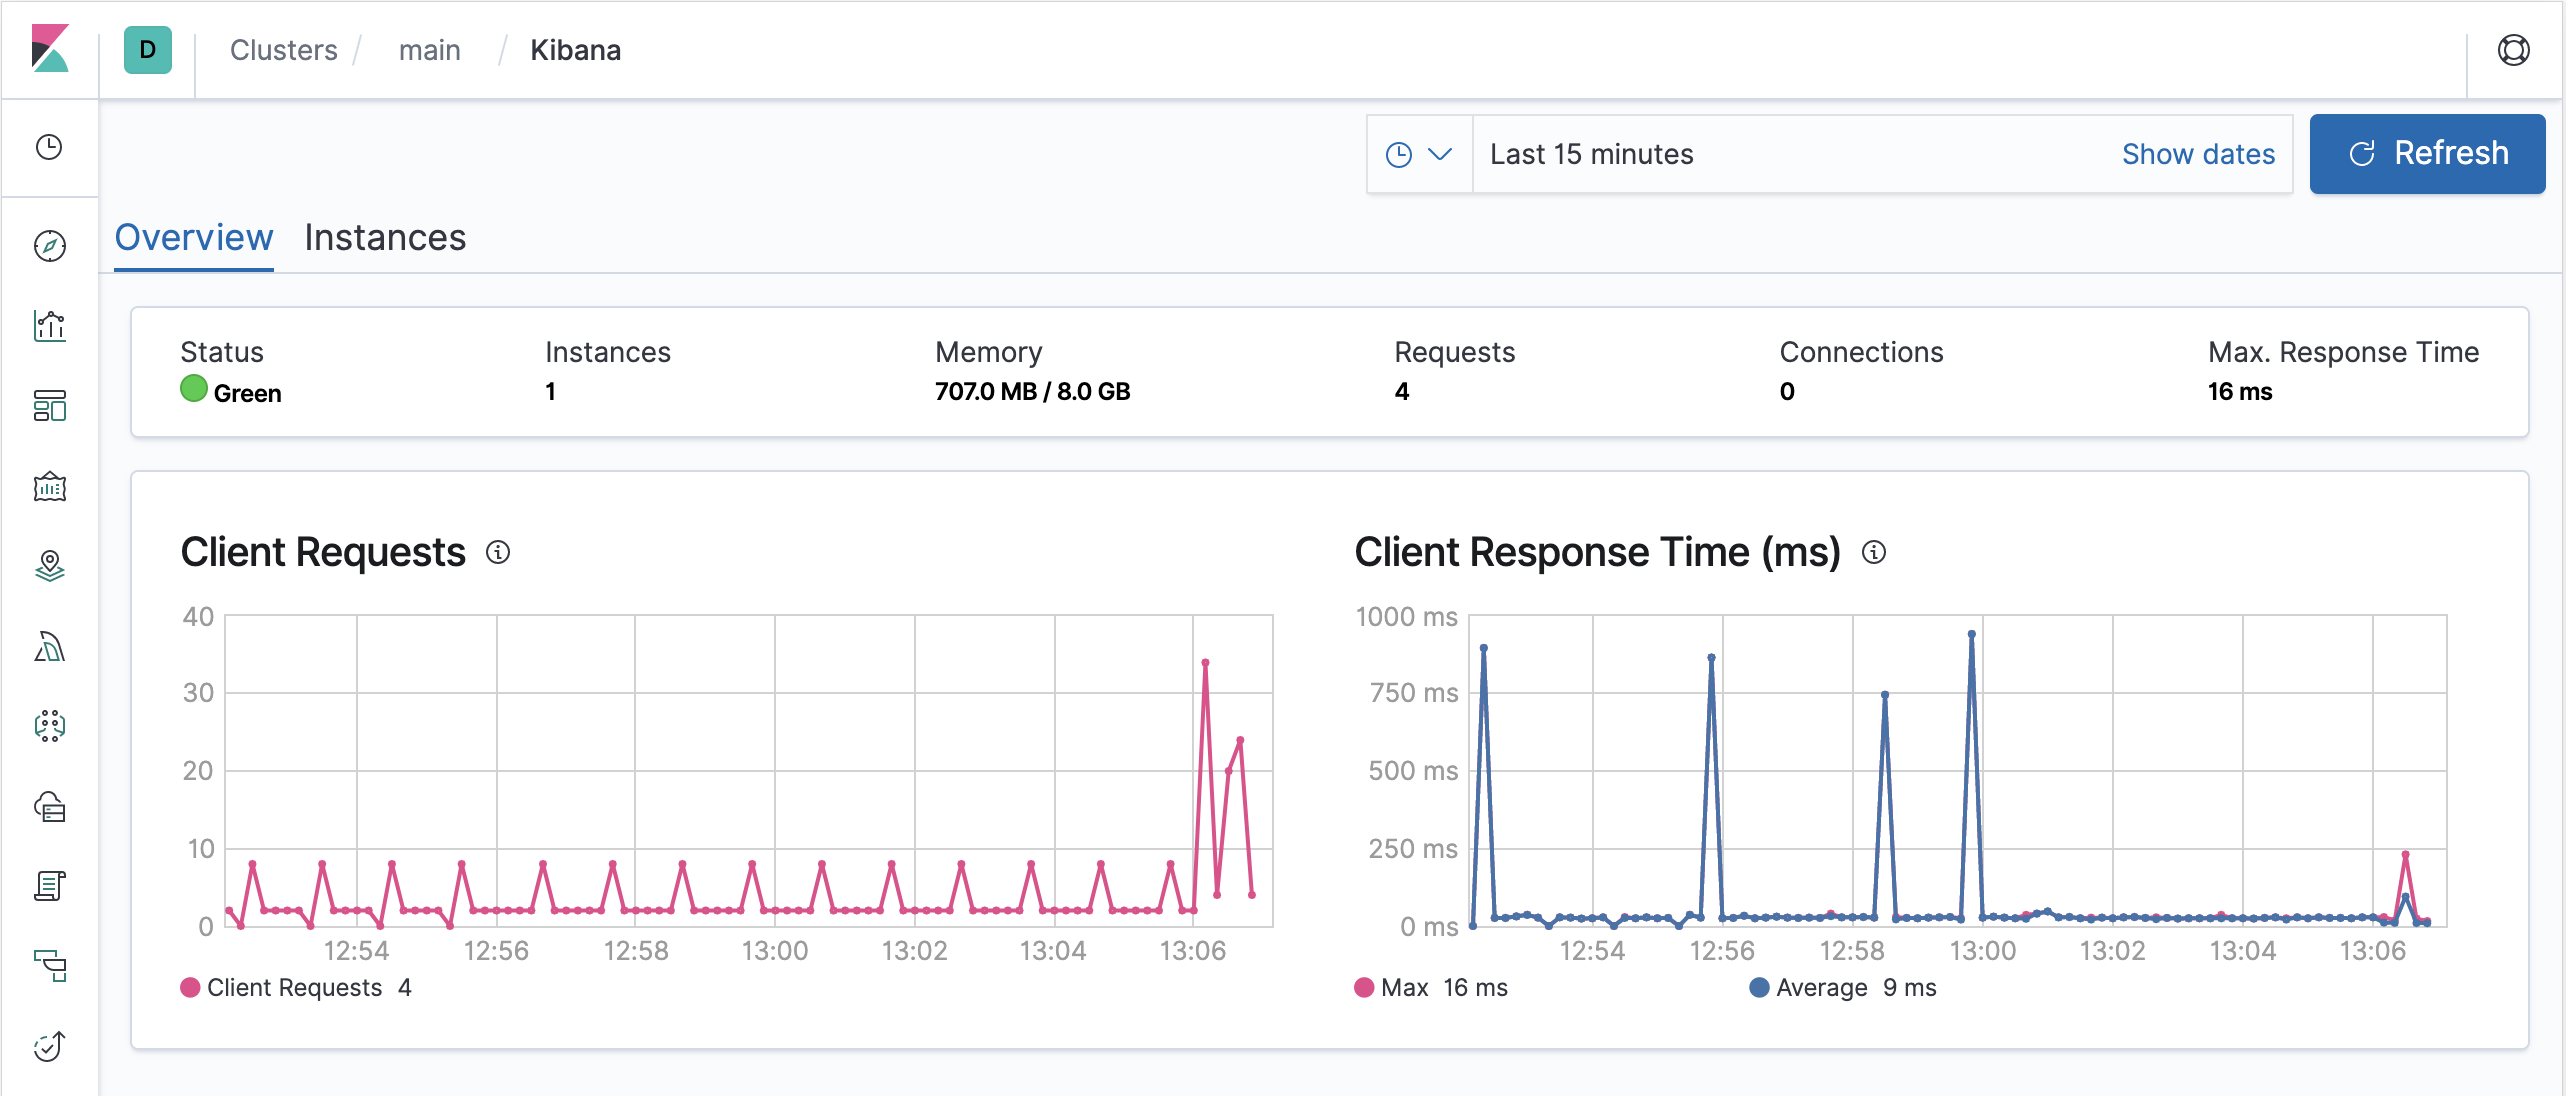 D Clusters / main / Kibana
Last 15 minutes Show dates Refresh
Overview Instances
Status Instances Memory Requests Connections Max. Response Time
Green 1 707.0 MB / 8.0 GB 4 0 16 ms
Client Requests
40
30
20
10
0
12:54 12:56 12:58 13:00 13:02 13:04 13:06
Client Requests 4
Client Response Time (ms)
1000 ms
750 ms
500 ms
250 ms
0 ms
12:54 12:56 12:58 13:00 13:02 13:04 13:06
Max 16 ms Average 9 ms